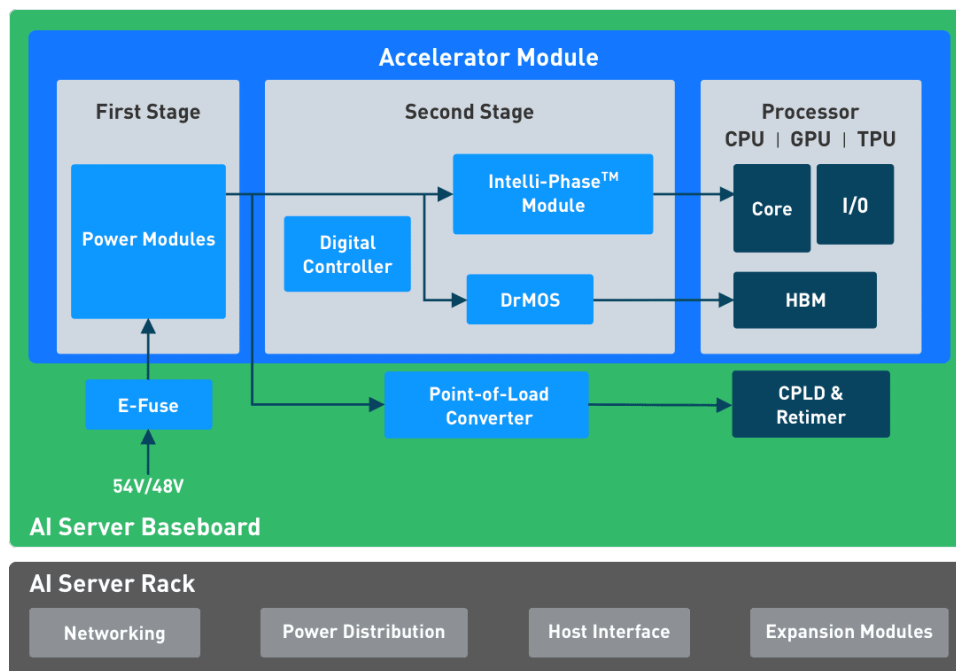 Accelerator Module
First Stage
Second Stage
Processor
CPU | GPU | TPU
Power Modules
Digital
Controller
Intelli-Phase™
Module
DrMOS
Core
I/O
HBM
E-Fuse
54V/48V
Point-of-Load
Converter
CPLD &
Retimer
AI Server Baseboard
AI Server Rack
Networking
Power Distribution
Host Interface
Expansion Modules